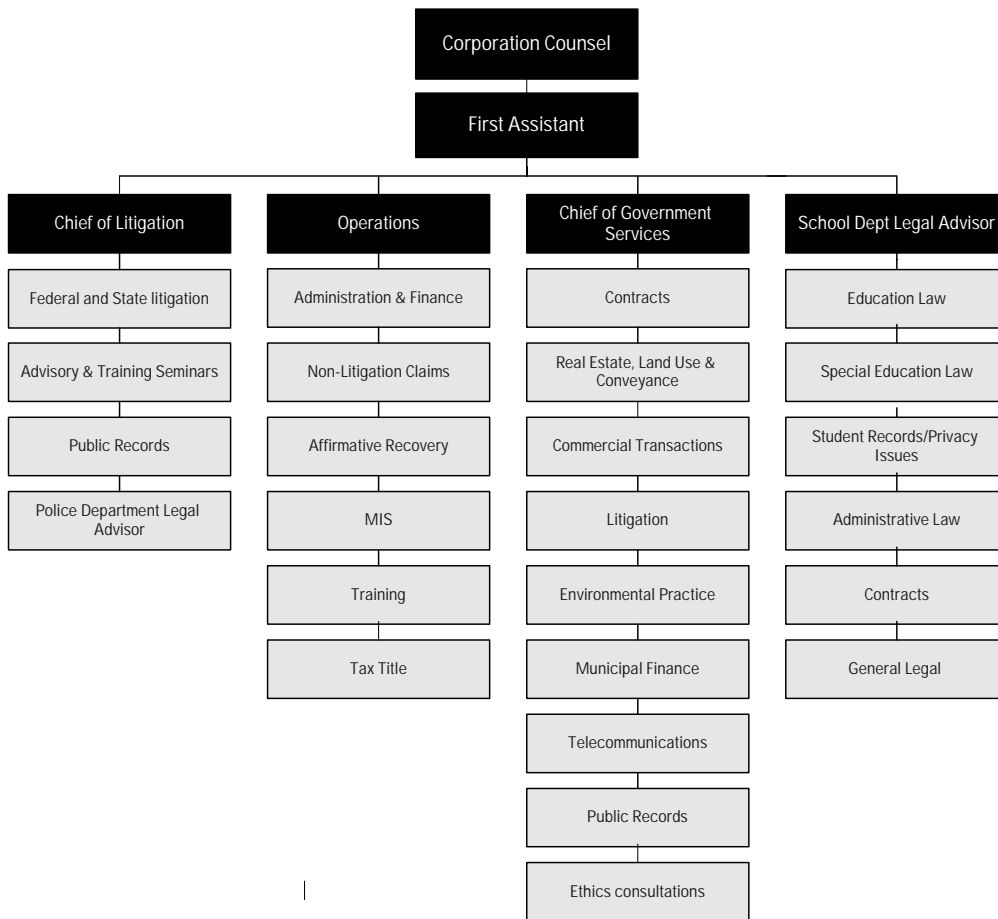 Corporation Counsel
First Assistant
Chief of Litigation
Federal and State litigation
Advisory & Training Seminars
Public Records
Police Department Legal
Advisor
Operations
Administration & Finance
Non-Litigation Claims
Affirmative Recovery
MIS
Training
Tax Title
Chief of Government
Services
Contracts
Real Estate, Land Use &
Conveyance
Commercial Transactions
Litigation
Environmental Practice
Municipal Finance
Telecommunications
Public Records
Ethics consultations
School Dept Legal Advisor
Education Law
Special Education Law
Student Records/Privacy
Issues
Administrative Law
Contracts
General Legal